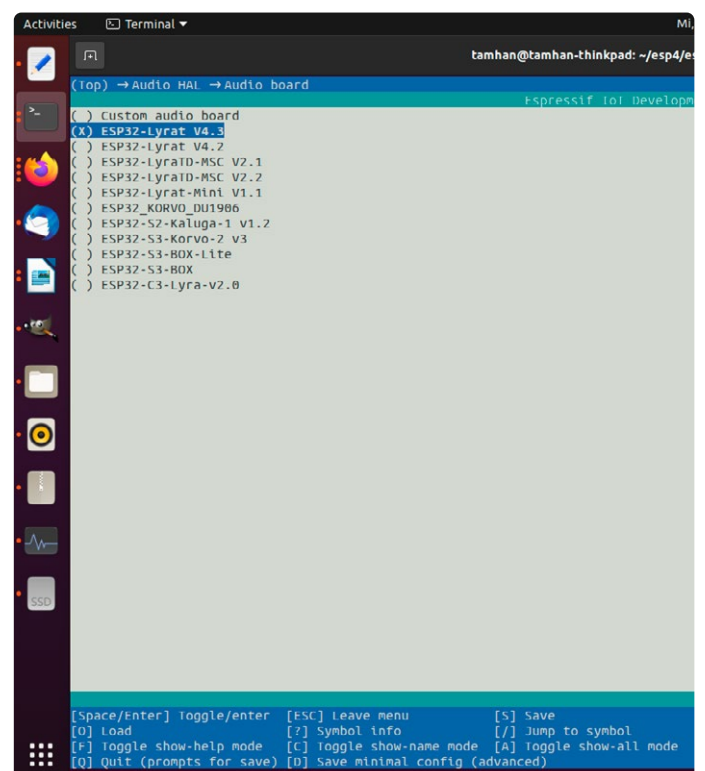 Activities
Terminal
Mi,
tamhan@tamhan-thinkpad: ~/esp4/es
(Top) → Audio HAL → Audio board
Espressif IoT Developm
( ) Custom audio board
(X) ESP32-Lyrat V4.3
( ) ESP32-Lyrat V4.2
( ) ESP32-LyraTD-MSC V2.1
( ) ESP32-LyraTD-MSC V2.2
( ) ESP32-Lyrat-Mini V1.1
( ) ESP32_KORVO_DU1906
( ) ESP32-S2-Kaluga-1 v1.2
( ) ESP32-S3-Korvo-2 v3
( ) ESP32-S3-BOX-Lite
( ) ESP32-S3-BOX
( ) ESP32-C3-Lyra-v2.0
SSD
[Space/Enter] Toggle/enter [ESC] Leave menu [S] Save
[O] Load [?] Symbol info [/] Jump to symbol
[F] Toggle show-help mode [C] Toggle show-name mode [A] Toggle show-all mode
[Q] Quit (prompts for save) [D] Save minimal config (advanced)